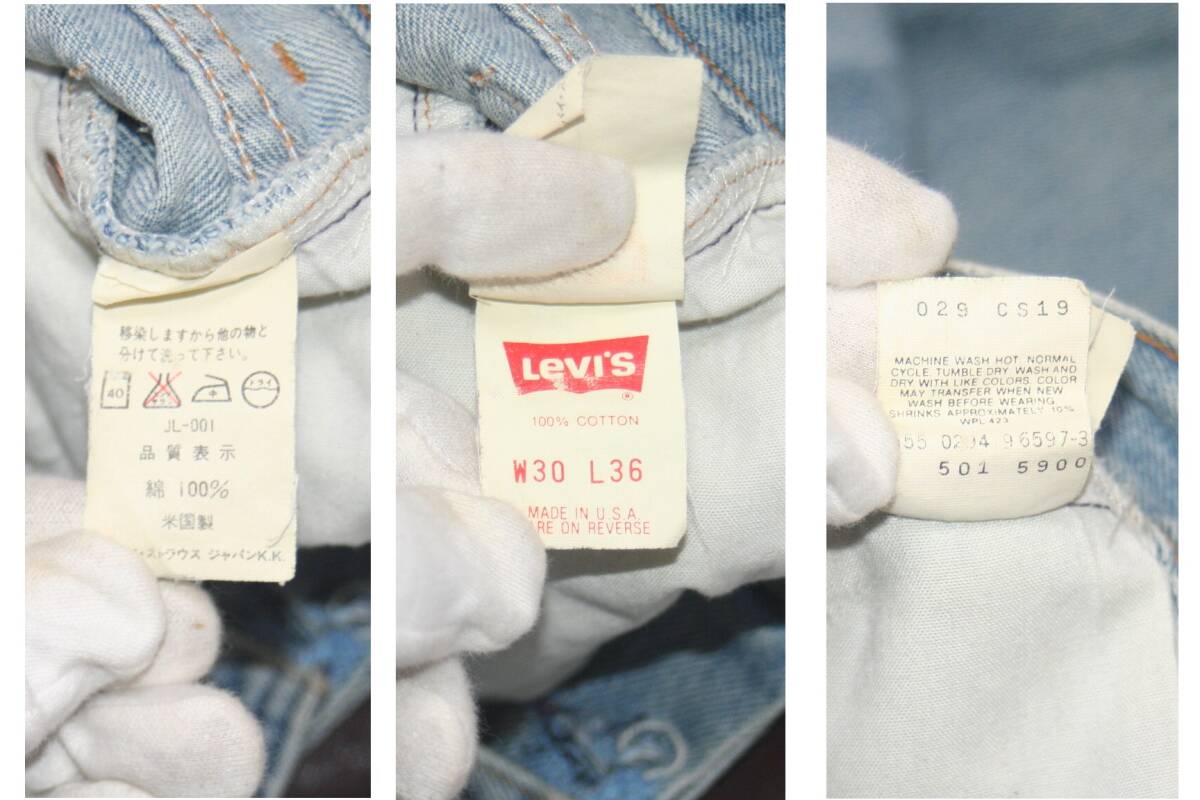 移染しますから他の物と
分けて洗って下さい。
40 中 ドライ
JL-001
品質表示
綿 100%
米国製
ストラウス ジャパンK.K.
LEVI'S
®
100% COTTON
W30 L36
MADE IN U.S.A.
ON REVERSE
029 CS19
MACHINE WASH HOT. NORMAL
CYCLE. TUMBLE DRY. WASH AND
DRY WITH LIKE COLORS. COLOR
MAY TRANSFER WHEN NEW
WASH BEFORE WEARING.
SHRINKS APPROXIMATELY 10%
WPL 423
55 0294 96597-3
501 5900